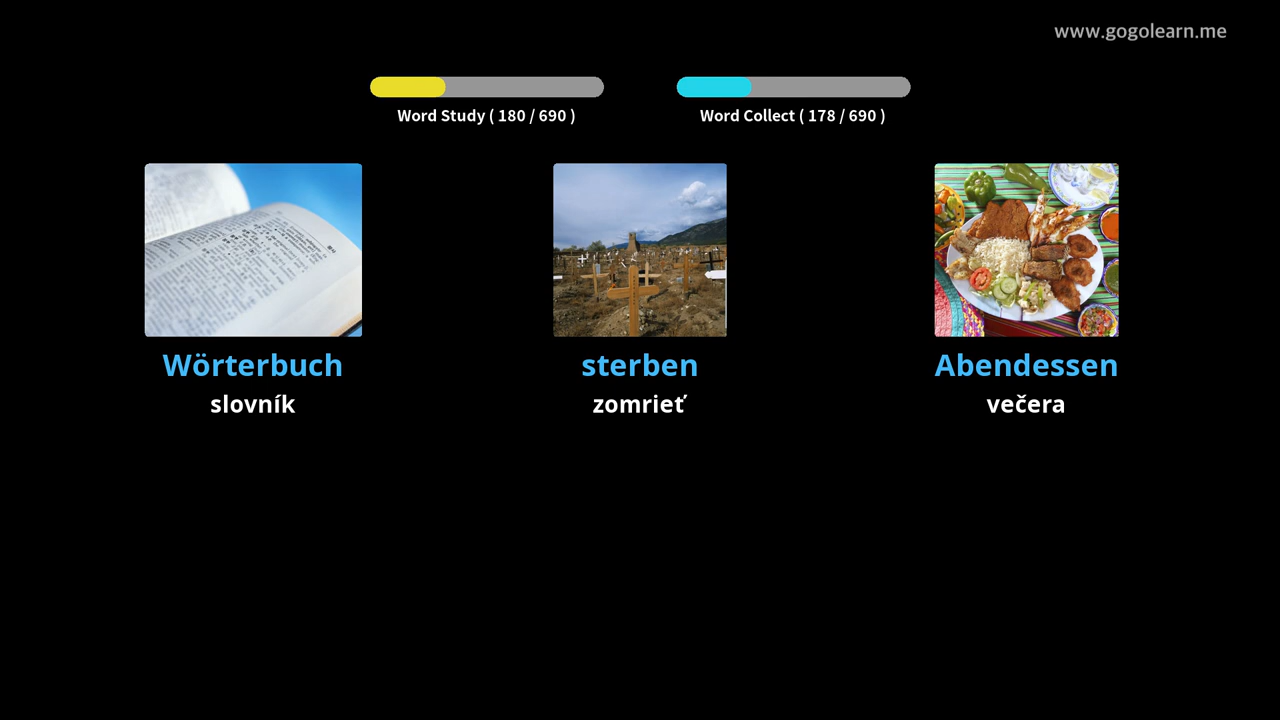 www.gogolearn.me
Word Study ( 180 / 690 )
Word Collect ( 178 / 690 )
Wörterbuch
slovník
sterben
zomrieť
Abendessen
večera